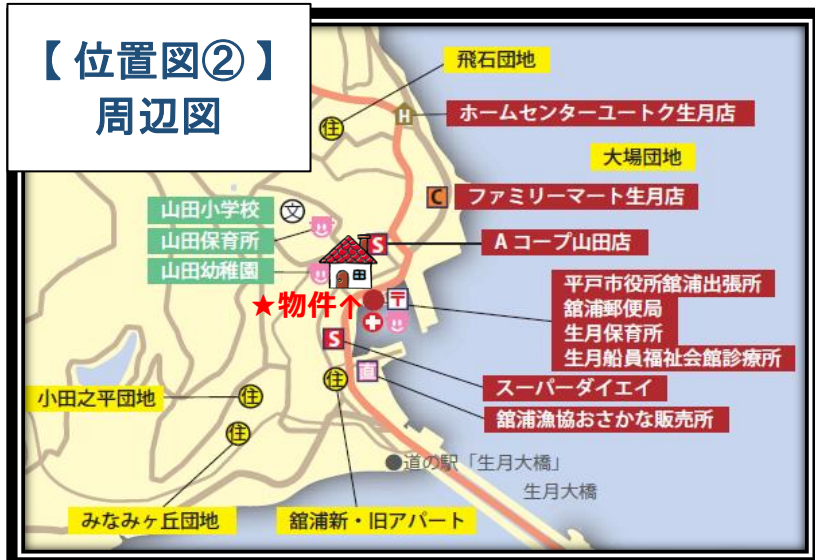 【 位置図② 】
周辺図
飛石団地
H
住
ホームセンターユートク生月店
大場団地
C
ファミリーマート生月店
山田小学校
文
山田保育所
S
Aコープ山田店
山田幼稚園
★物件↑
〒
平戸市役所舘浦出張所
舘浦郵便局
生月保育所
生月船員福祉会館診療所
S
スーパーダイエイ
直
舘浦漁協おさかな販売所
小田之平団地
住
住
住
●道の駅「生月大橋」
生月大橋
みなみヶ丘団地
舘浦新・旧アパート